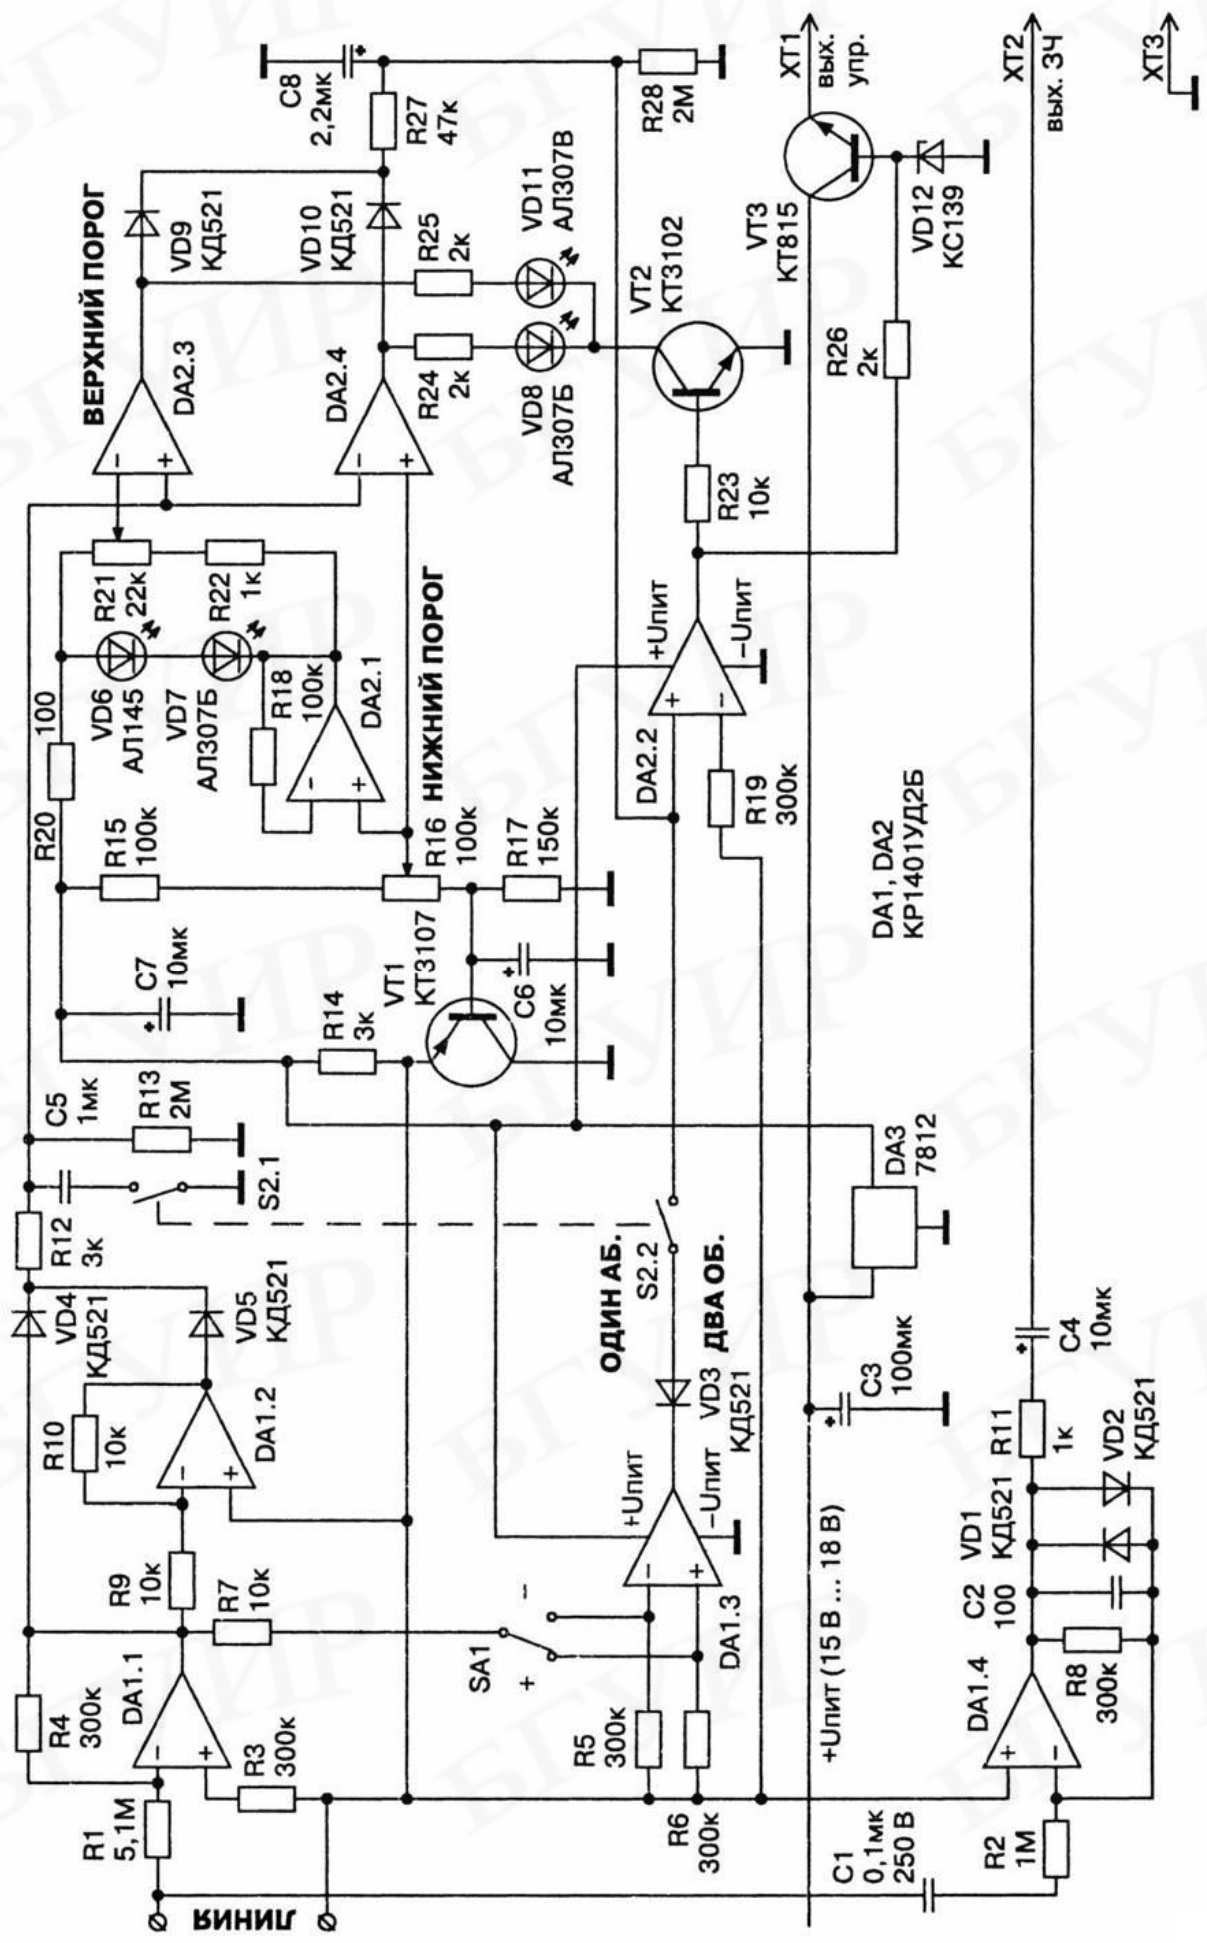 ЛИНИЯ
R1
5,1М
R4
300к
R3
300к
DA1.1
−
+
R9
10к
R7
10к
R10
10к
DA1.2
−
+
VD4
КД521
VD5
КД521
R12
3к
C5
1мк
R13
2М
S2.1
C7
10мк
R14
3к
VT1
КТ3107
C6
10мк
R15
100к
R20
100
R16
100к
R17
150к
НИЖНИЙ ПОРОГ
VD6
АЛ145
VD7
АЛ307Б
R18
100к
DA2.1
−
+
R21
22к
R22
1к
ВЕРХНИЙ ПОРОГ
DA2.3
−
+
DA2.4
−
+
VD9
КД521
VD10
КД521
R24
2к
R25
2к
VD8
АЛ307Б
VD11
АЛ307В
C8
2,2мк
R27
47к
R28
2М
SA1
+
−
R5
300к
R6
300к
DA1.3
−
+
+Uпит
−Uпит
VD3
КД521
ОДИН АБ.
S2.2
ДВА ОБ.
DA2.2
+
−
+Uпит
−Uпит
R19
300к
R23
10к
VT2
КТ3102
R26
2к
VT3
КТ815
VD12
КС139
XT1
вых.
упр.
+Uпит (15 В ... 18 В)
C3
100мк
DA3
7812
DA1, DA2
КР1401УД2Б
C1
0,1мк
250 В
R2
1М
DA1.4
+
−
R8
300к
C2
100
VD1
КД521
VD2
КД521
R11
1к
C4
10мк
XT2
вых. ЗЧ
XT3
БГУИР